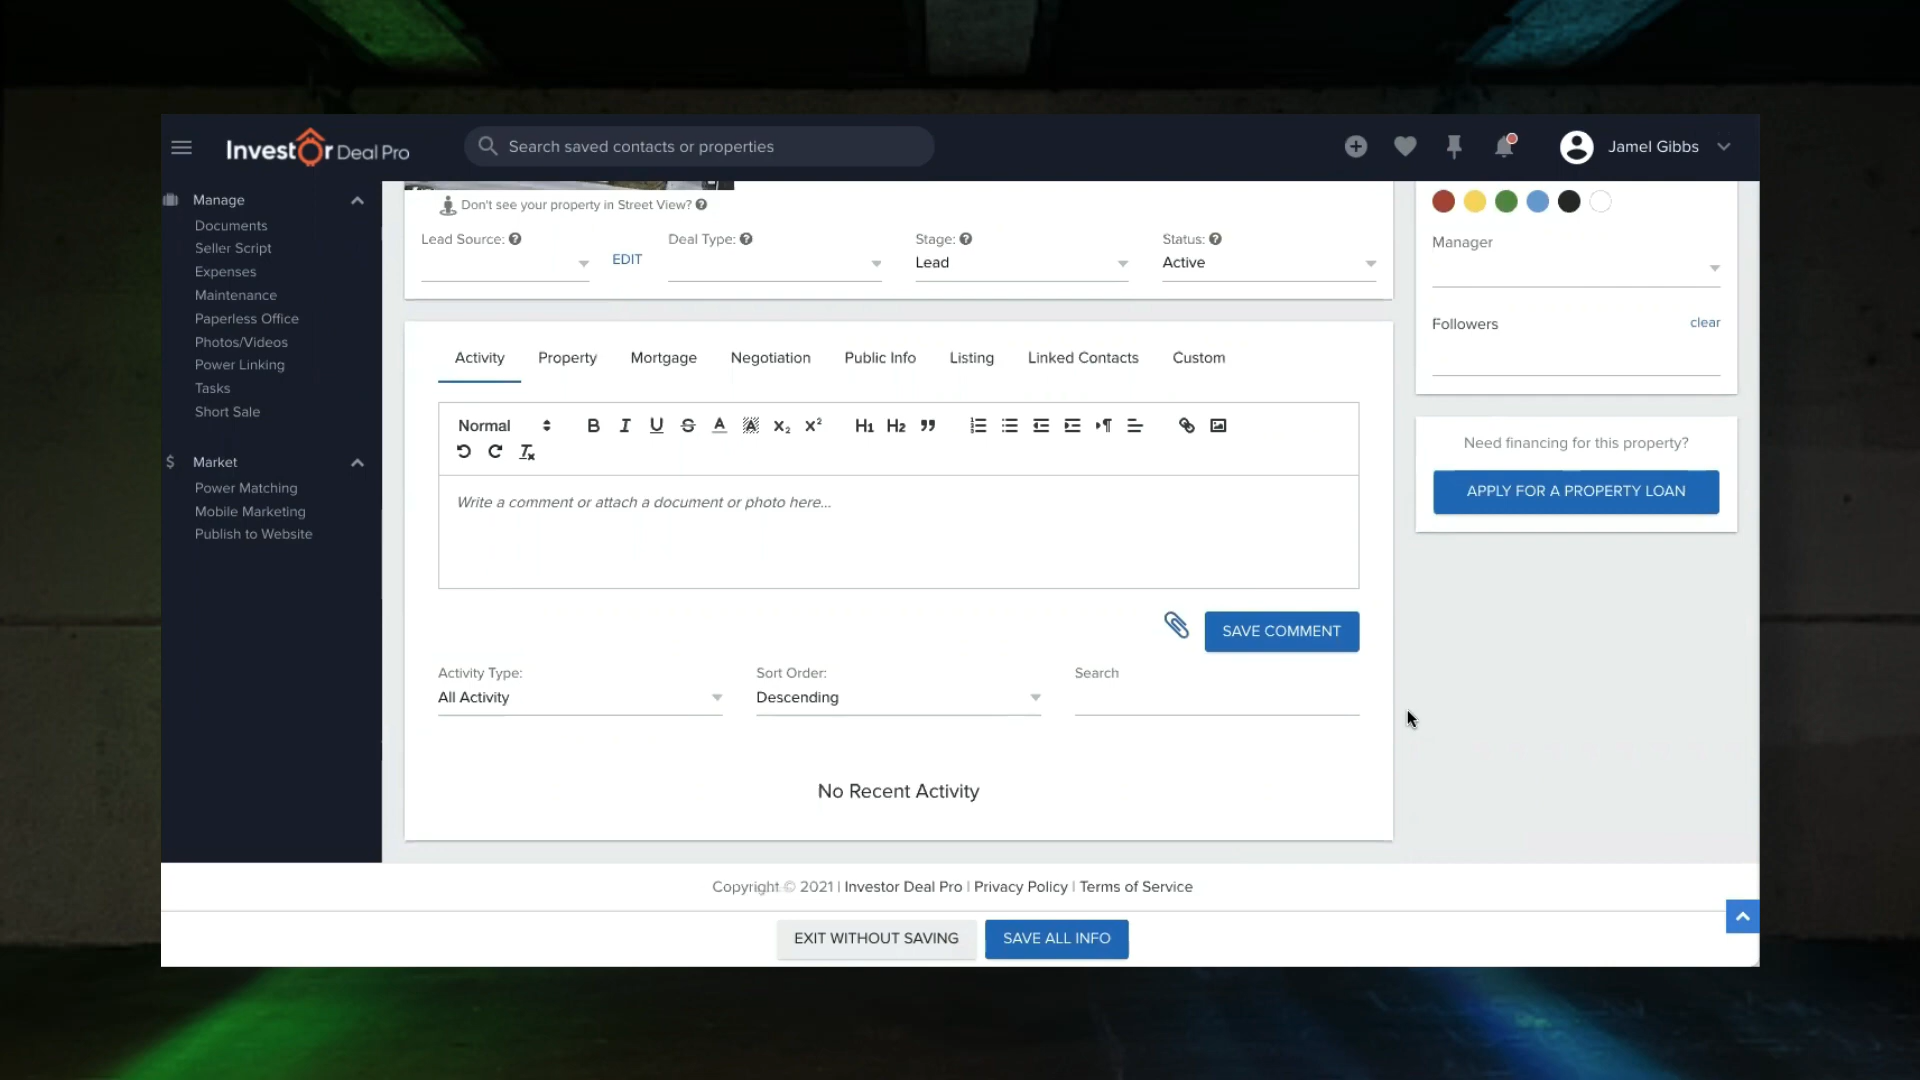 InvestOr Deal Pro
Search saved contacts or properties
Jamel Gibbs
Manage
Documents
Seller Script
Expenses
Maintenance
Paperless Office
Photos/Videos
Power Linking
Tasks
Short Sale
$ Market
Power Matching
Mobile Marketing
Publish to Website
Don't see your property in Street View? ?
Lead Source: ?
EDIT
Deal Type: ?
Stage: ?
Lead
Status: ?
Active
Manager
Followers
clear
Need financing for this property?
APPLY FOR A PROPERTY LOAN
Activity Property Mortgage Negotiation Public Info Listing Linked Contacts Custom
Normal B I U S A A X₂ X² H1 H2 ”
Write a comment or attach a document or photo here...
SAVE COMMENT
Activity Type:
All Activity
Sort Order:
Descending
Search
No Recent Activity
Copyright © 2021 | Investor Deal Pro | Privacy Policy | Terms of Service
EXIT WITHOUT SAVING
SAVE ALL INFO